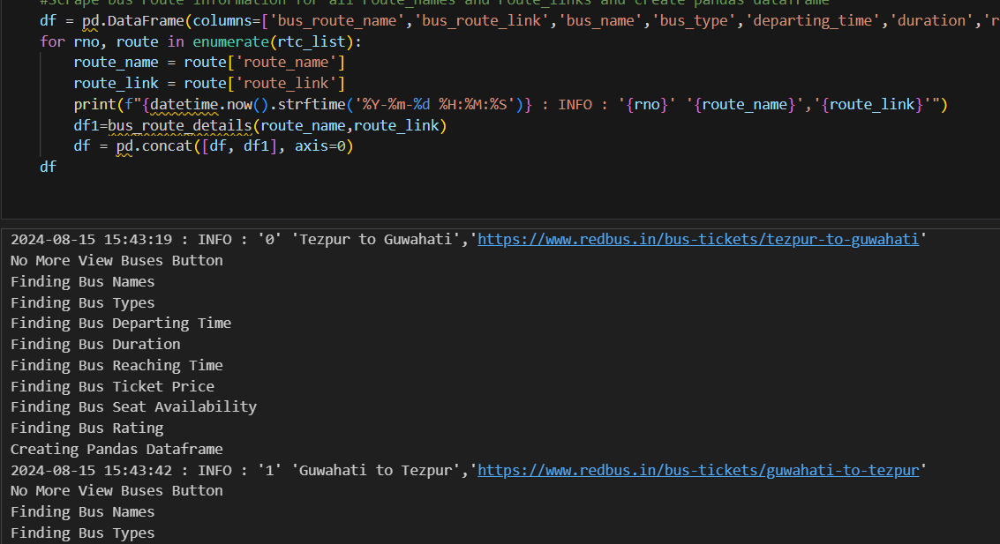 #Scrape bus route information for all route_names and route_links and create pandas dataframe
df = pd.DataFrame(columns=['bus_route_name','bus_route_link','bus_name','bus_type','departing_time','duration','r
for rno, route in enumerate(rtc_list):
    route_name = route['route_name']
    route_link = route['route_link']
    print(f"{datetime.now().strftime('%Y-%m-%d %H:%M:%S')} : INFO : '{rno}' '{route_name}','{route_link}'")
    df1=bus_route_details(route_name,route_link)
    df = pd.concat([df, df1], axis=0)
df
2024-08-15 15:43:19 : INFO : '0' 'Tezpur to Guwahati','https://www.redbus.in/bus-tickets/tezpur-to-guwahati'
No More View Buses Button
Finding Bus Names
Finding Bus Types
Finding Bus Departing Time
Finding Bus Duration
Finding Bus Reaching Time
Finding Bus Ticket Price
Finding Bus Seat Availability
Finding Bus Rating
Creating Pandas Dataframe
2024-08-15 15:43:42 : INFO : '1' 'Guwahati to Tezpur','https://www.redbus.in/bus-tickets/guwahati-to-tezpur'
No More View Buses Button
Finding Bus Names
Finding Bus Types